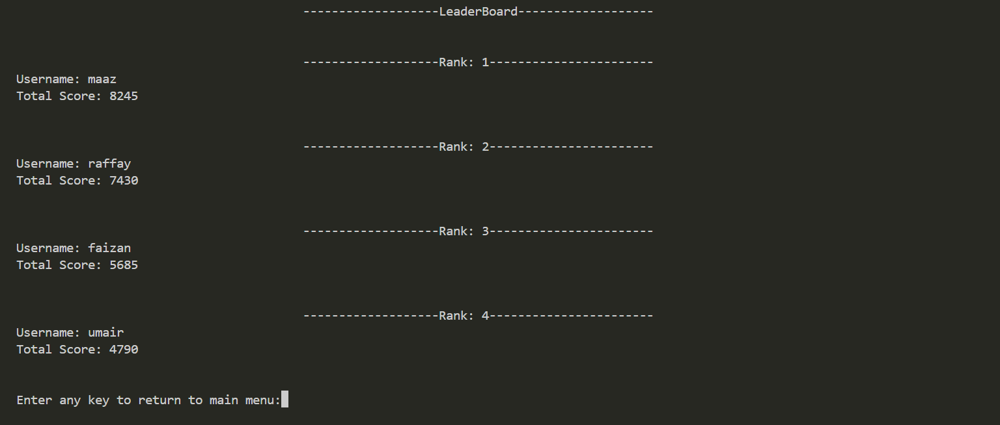 -------------------LeaderBoard-------------------
-------------------Rank: 1-----------------------
Username: maaz
Total Score: 8245
-------------------Rank: 2-----------------------
Username: raffay
Total Score: 7430
-------------------Rank: 3-----------------------
Username: faizan
Total Score: 5685
-------------------Rank: 4-----------------------
Username: umair
Total Score: 4790
Enter any key to return to main menu: